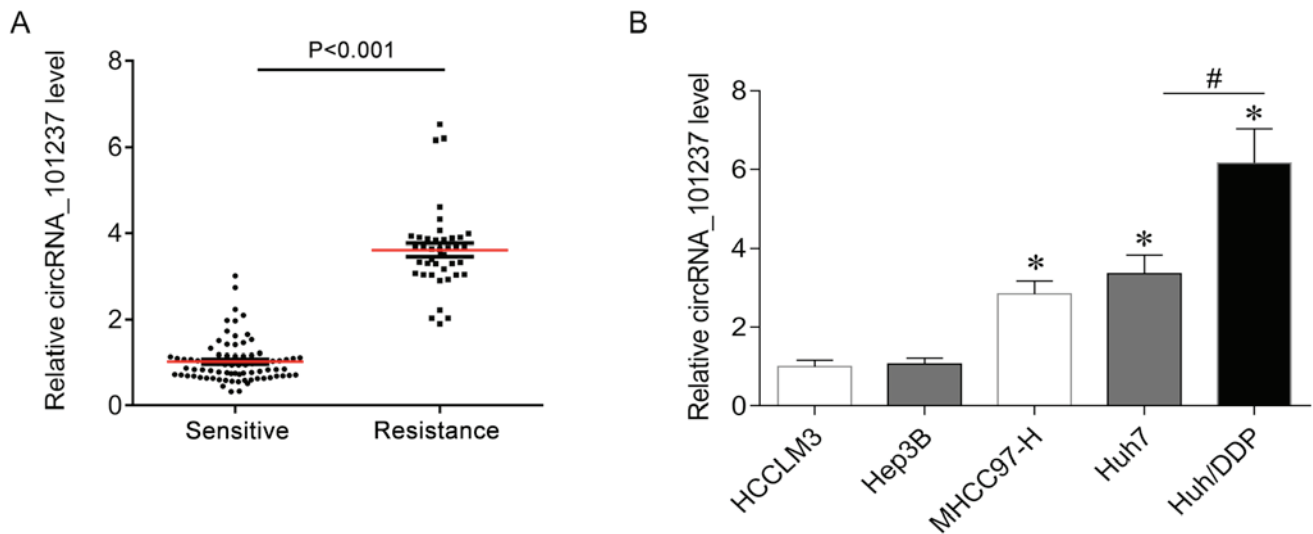 A
P<0.001
Relative circRNA_101237 level
8
6
4
2
0
Sensitive
Resistance
B
#
*
*
*
Relative circRNA_101237 level
8
6
4
2
0
HCCLM3
Hep3B
MHCC97-H
Huh7
Huh/DDP